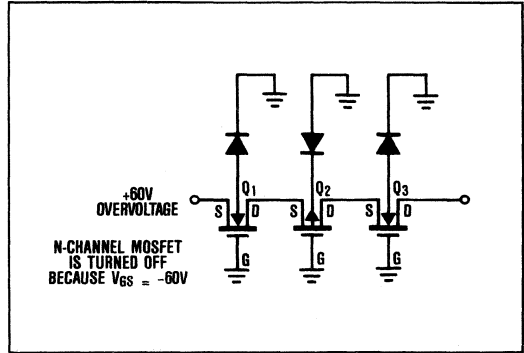 Q1 Q2 Q3
+60V
OVERVOLTAGE
S D S D S D
N-CHANNEL MOSFET
IS TURNED OFF
BECAUSE VGS = -60V
G G G